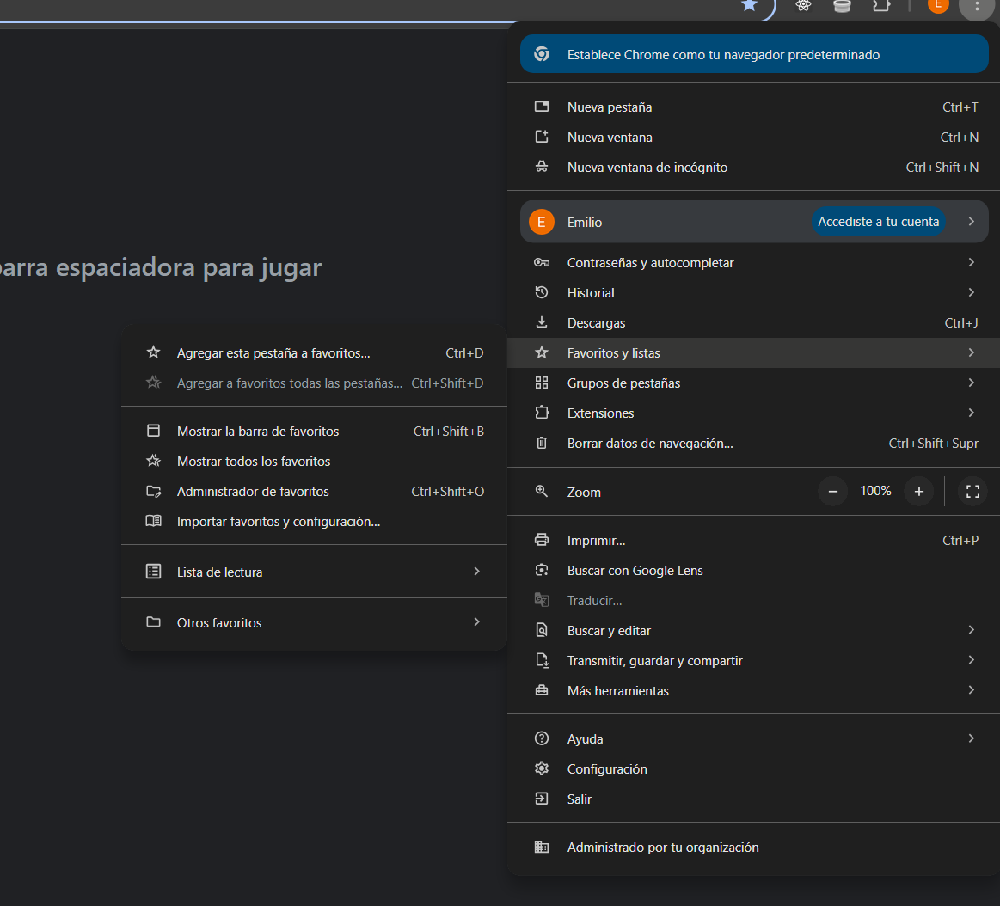 E
Establece Chrome como tu navegador predeterminado
Nueva pestaña Ctrl+T
Nueva ventana Ctrl+N
Nueva ventana de incógnito Ctrl+Shift+N
E Emilio Accediste a tu cuenta
Contraseñas y autocompletar
Historial
Descargas Ctrl+J
Favoritos y listas
Grupos de pestañas
Extensiones
Borrar datos de navegación... Ctrl+Shift+Supr
Zoom − 100% +
Imprimir... Ctrl+P
Buscar con Google Lens
Traducir...
Buscar y editar
Transmitir, guardar y compartir
Más herramientas
Ayuda
Configuración
Salir
Administrado por tu organización
barra espaciadora para jugar
Agregar esta pestaña a favoritos... Ctrl+D
Agregar a favoritos todas las pestañas... Ctrl+Shift+D
Mostrar la barra de favoritos Ctrl+Shift+B
Mostrar todos los favoritos
Administrador de favoritos Ctrl+Shift+O
Importar favoritos y configuración...
Lista de lectura
Otros favoritos